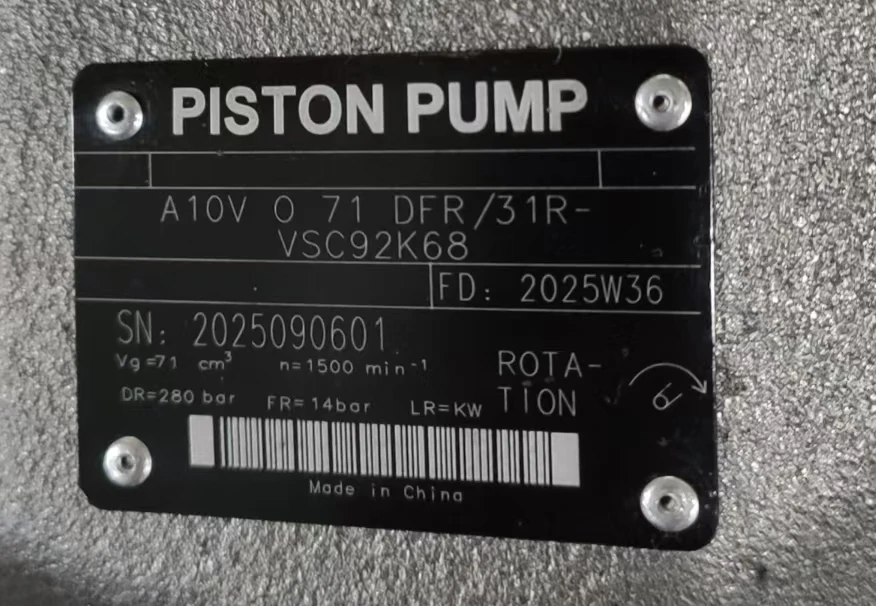 PISTON PUMP
A10V O 71 DFR/31R-
VSC92K68
FD: 2025W36
SN: 2025090601
Vg=71 cm³ n=1500 min⁻¹
DR=280 bar FR=14bar LR=KW
ROTA-
TION
Made in China